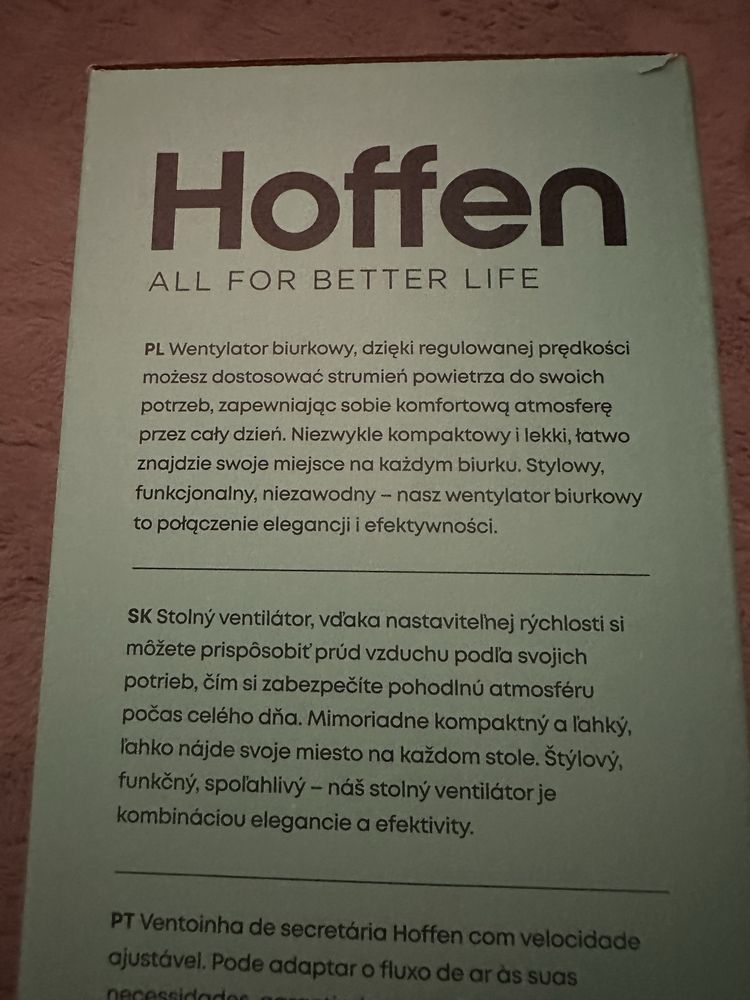 Hoffen
ALL FOR BETTER LIFE
PL Wentylator biurkowy, dzięki regulowanej prędkości
możesz dostosować strumień powietrza do swoich
potrzeb, zapewniając sobie komfortową atmosferę
przez cały dzień. Niezwykle kompaktowy i lekki, łatwo
znajdzie swoje miejsce na każdym biurku. Stylowy,
funkcjonalny, niezawodny – nasz wentylator biurkowy
to połączenie elegancji i efektywności.
SK Stolný ventilátor, vďaka nastaviteľnej rýchlosti si
môžete prispôsobiť prúd vzduchu podľa svojich
potrieb, čím si zabezpečíte pohodlnú atmosféru
počas celého dňa. Mimoriadne kompaktný a ľahký,
ľahko nájde svoje miesto na každom stole. Štýlový,
funkčný, spoľahlivý – náš stolný ventilátor je
kombináciou elegancie a efektivity.
PT Ventoinha de secretária Hoffen com velocidade
ajustável. Pode adaptar o fluxo de ar às suas
necessidades,